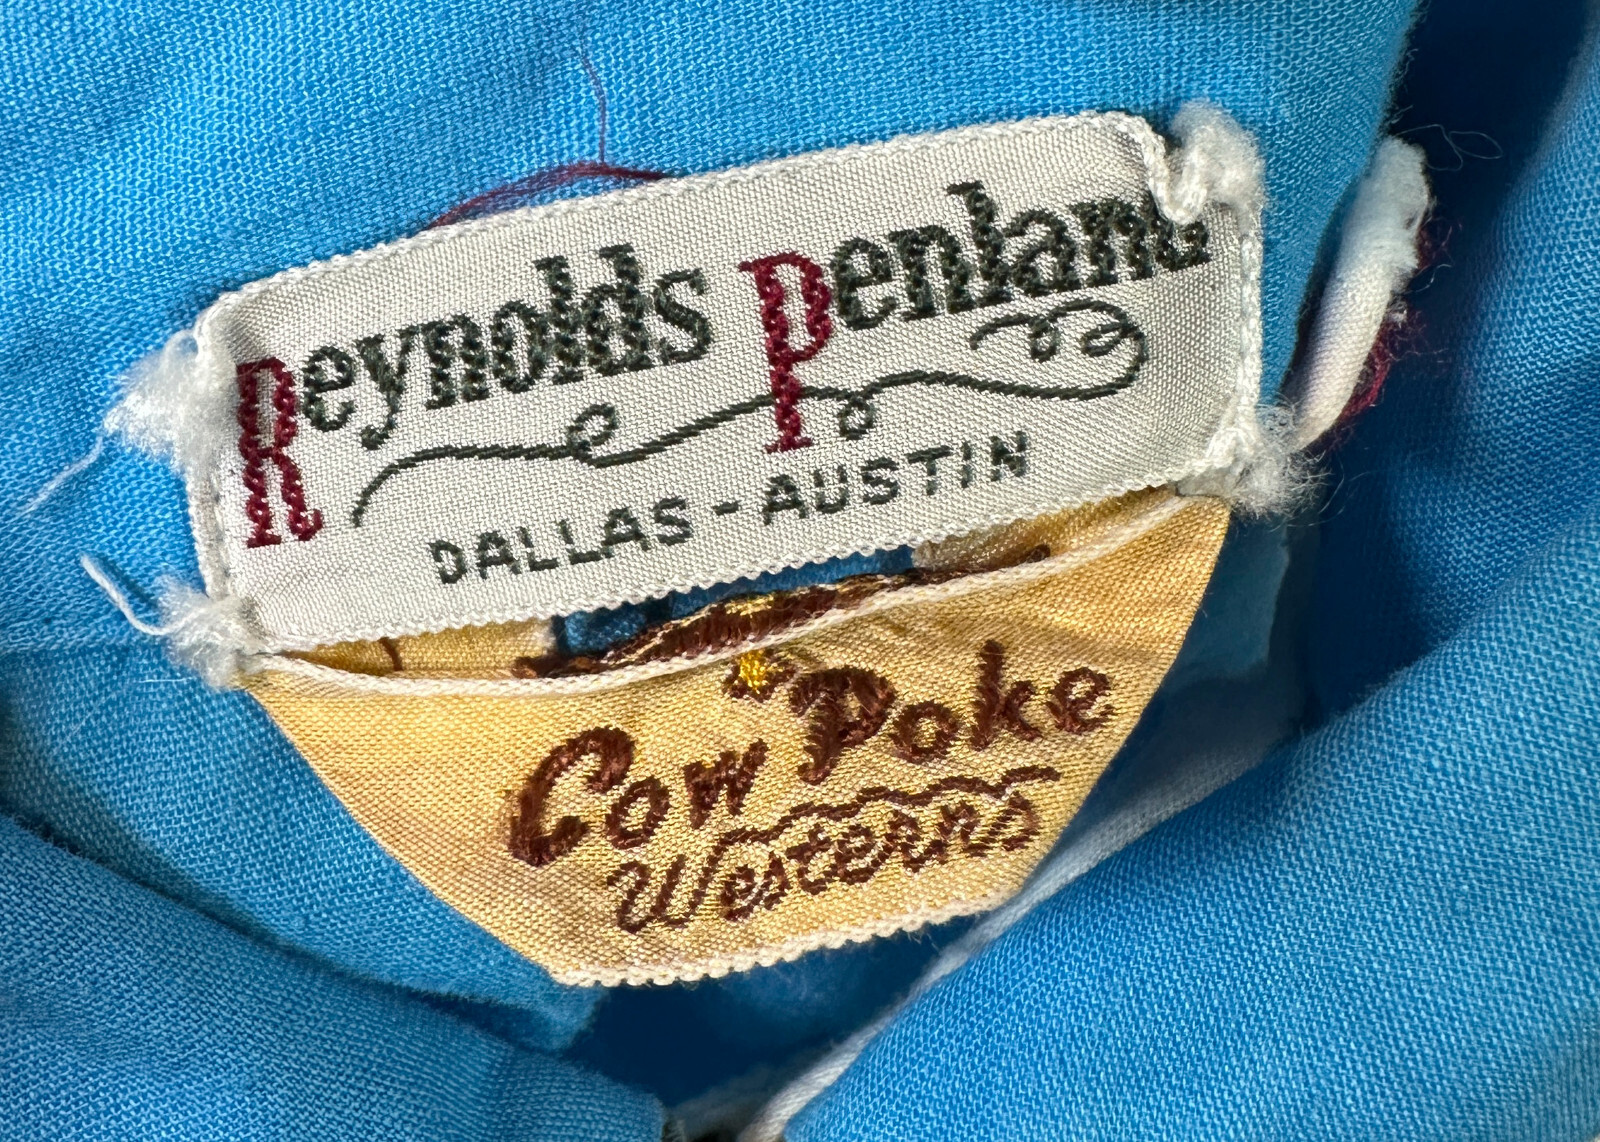 Reynolds Penland
DALLAS-AUSTIN
Cow Poke
Westerns